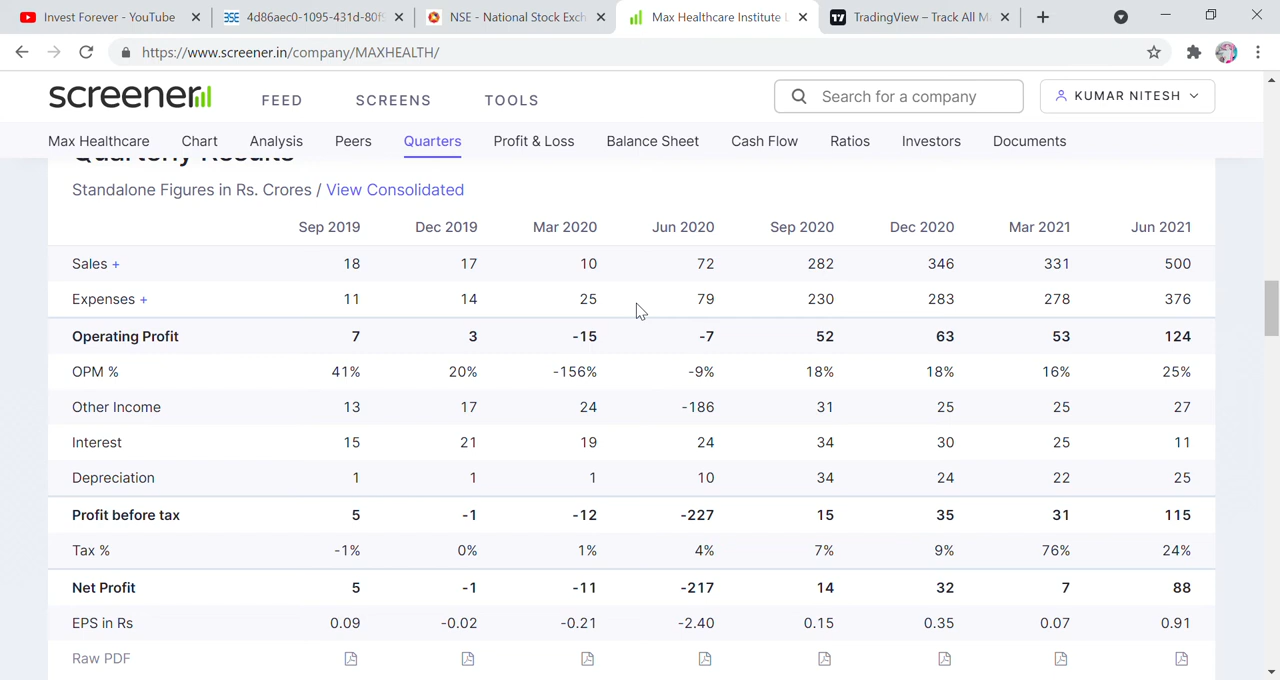 Invest Forever - YouTube
4d86aec0-1095-431d-80f9
NSE - National Stock Exch
Max Healthcare Institute L
TradingView – Track All M
https://www.screener.in/company/MAXHEALTH/
screener
FEED
SCREENS
TOOLS
Search for a company
KUMAR NITESH
Max Healthcare Chart Analysis Peers Quarters Profit & Loss Balance Sheet Cash Flow Ratios Investors Documents
Quarterly Results
Standalone Figures in Rs. Crores / View Consolidated
Sep 2019 Dec 2019 Mar 2020 Jun 2020 Sep 2020 Dec 2020 Mar 2021 Jun 2021
Sales + 18 17 10 72 282 346 331 500
Expenses + 11 14 25 79 230 283 278 376
Operating Profit 7 3 -15 -7 52 63 53 124
OPM % 41% 20% -156% -9% 18% 18% 16% 25%
Other Income 13 17 24 -186 31 25 25 27
Interest 15 21 19 24 34 30 25 11
Depreciation 1 1 1 10 34 24 22 25
Profit before tax 5 -1 -12 -227 15 35 31 115
Tax % -1% 0% 1% 4% 7% 9% 76% 24%
Net Profit 5 -1 -11 -217 14 32 7 88
EPS in Rs 0.09 -0.02 -0.21 -2.40 0.15 0.35 0.07 0.91
Raw PDF